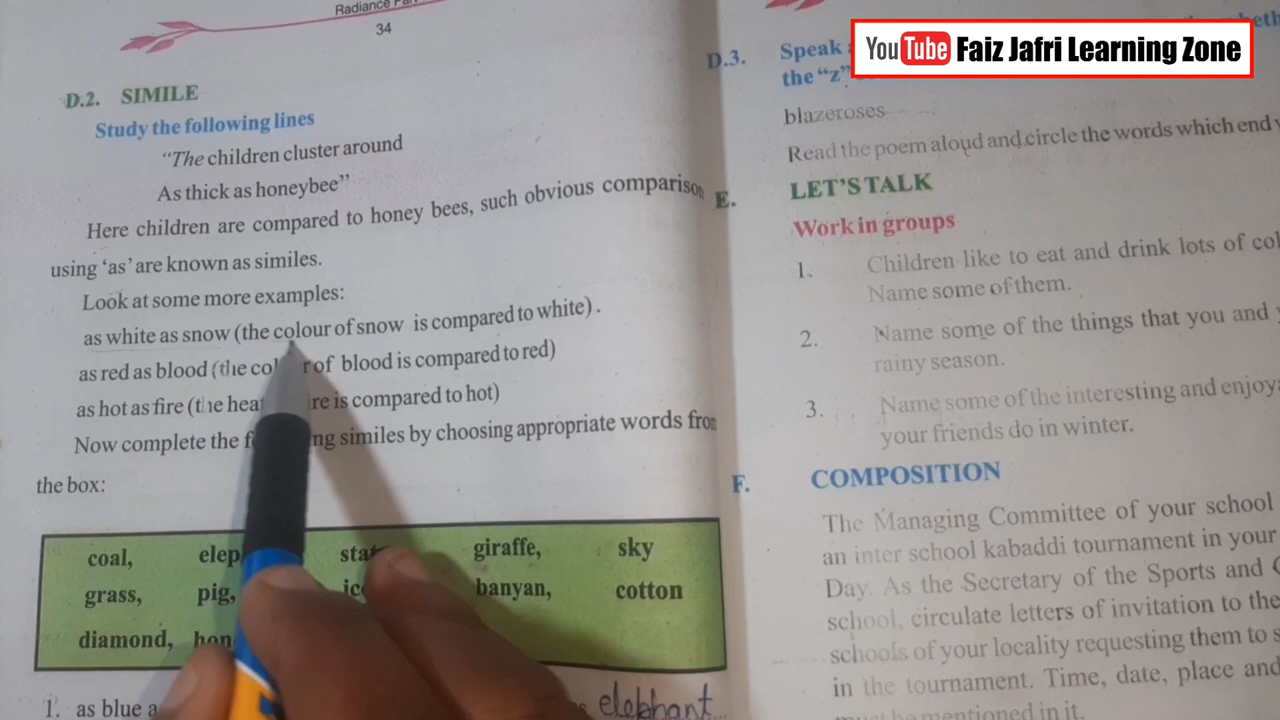 Radiance
34
D.2. SIMILE
Study the following lines
"The children cluster around
As thick as honeybee"
Here children are compared to honey bees, such obvious comparison
using 'as' are known as similes.
Look at some more examples:
as white as snow (the colour of snow is compared to white).
as red as blood (the of blood is compared to red)
as hot as fire (the is compared to hot)
Now complete the similes by choosing appropriate words from
the box:
coal, giraffe, sky
grass, pig, banyan, cotton
diamond,
1. as blue elephant
YouTube Faiz Jafri Learning Zone
D.3. Speak
the "z"
blazeroses
Read the poem aloud and circle the words which end
E. LET'S TALK
Work in groups
1. Children like to eat and drink lots of
Name some of them.
2. Name some of the things that you and
rainy season.
3. Name some of the interesting and
your friends do in winter.
F. COMPOSITION
The Managing Committee of your school
an inter school kabaddi tournament in your
Day. As the Secretary of the Sports and
school, circulate letters of invitation to the
schools of your locality requesting them to
in the tournament. Time, date, place and
be mentioned in it.